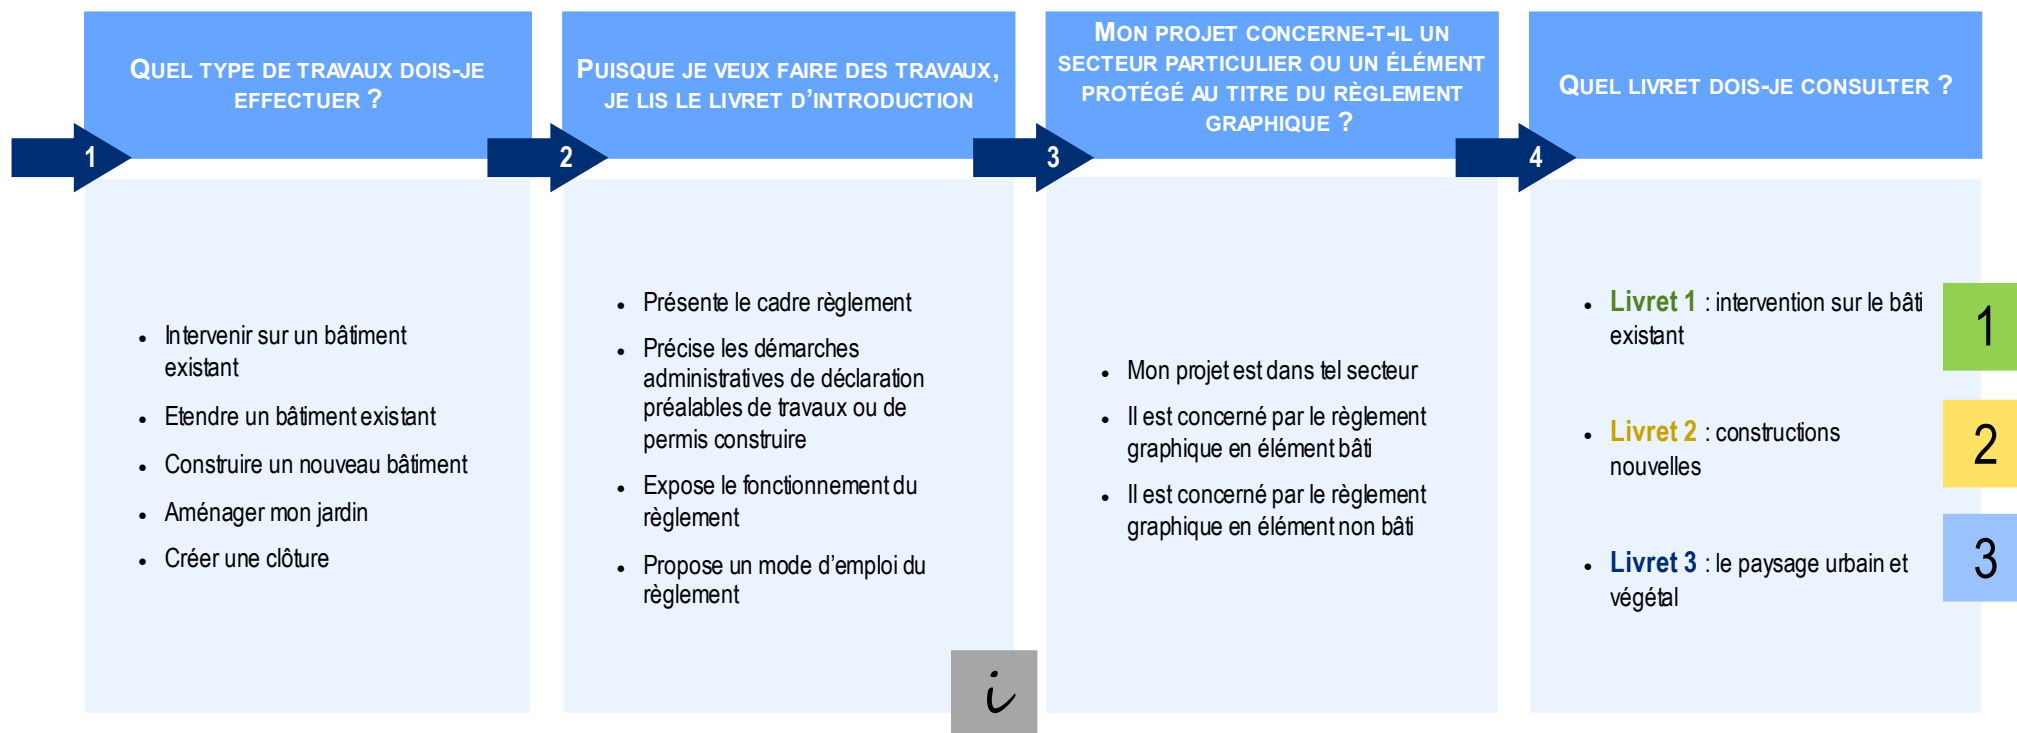 1
QUEL TYPE DE TRAVAUX DOIS-JE
EFFECTUER ?
• Intervenir sur un bâtiment
existant
• Etendre un bâtiment existant
• Construire un nouveau bâtiment
• Aménager mon jardin
• Créer une clôture
2
PUISQUE JE VEUX FAIRE DES TRAVAUX,
JE LIS LE LIVRET D’INTRODUCTION
• Présente le cadre règlement
• Précise les démarches
administratives de déclaration
préalables de travaux ou de
permis construire
• Expose le fonctionnement du
règlement
• Propose un mode d’emploi du
règlement
i
3
MON PROJET CONCERNE-T-IL UN
SECTEUR PARTICULIER OU UN ÉLÉMENT
PROTÉGÉ AU TITRE DU RÈGLEMENT
GRAPHIQUE ?
• Mon projet est dans tel secteur
• Il est concerné par le règlement
graphique en élément bâti
• Il est concerné par le règlement
graphique en élément non bâti
4
QUEL LIVRET DOIS-JE CONSULTER ?
• Livret 1 : intervention sur le bâti
existant
1
• Livret 2 : constructions
nouvelles
2
• Livret 3 : le paysage urbain et
végétal
3